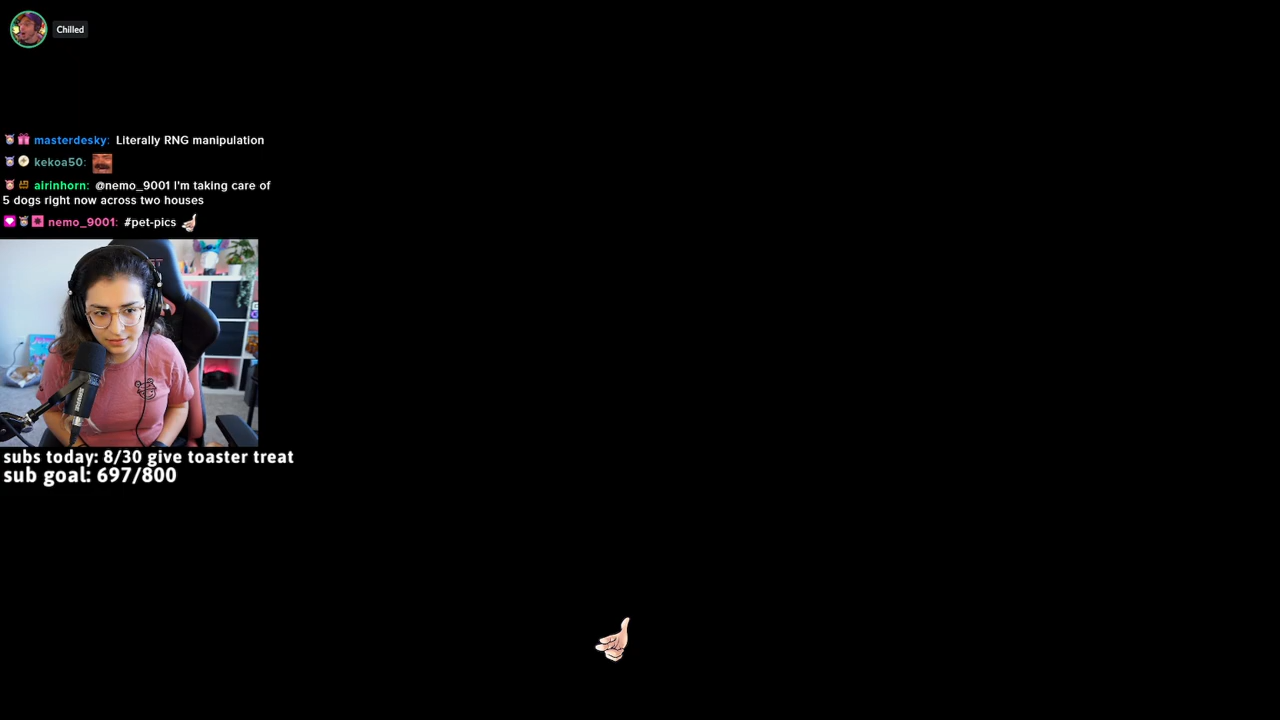 Chilled
masterdesky: Literally RNG manipulation
kekoa50:
airinhorn: @nemo_9001 I'm taking care of
5 dogs right now across two houses
nemo_9001: #pet-pics
subs today: 8/30 give toaster treat
sub goal: 697/800